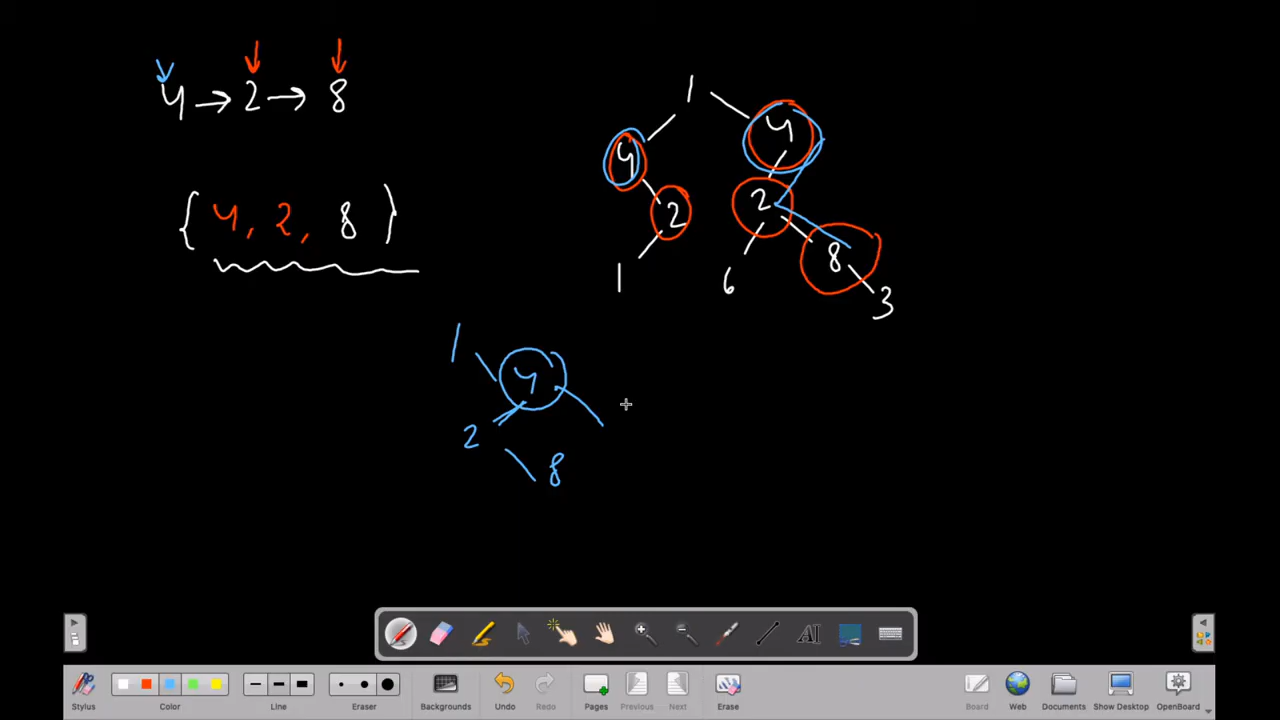 4 → 2 → 8
{ 4, 2, 8 }
1
4 4
2 2
1 6 8
3
1
4
2
8
AI
Stylus Color Line Eraser Backgrounds Undo Redo Pages Previous Next Erase Board Web Documents Show Desktop OpenBoard